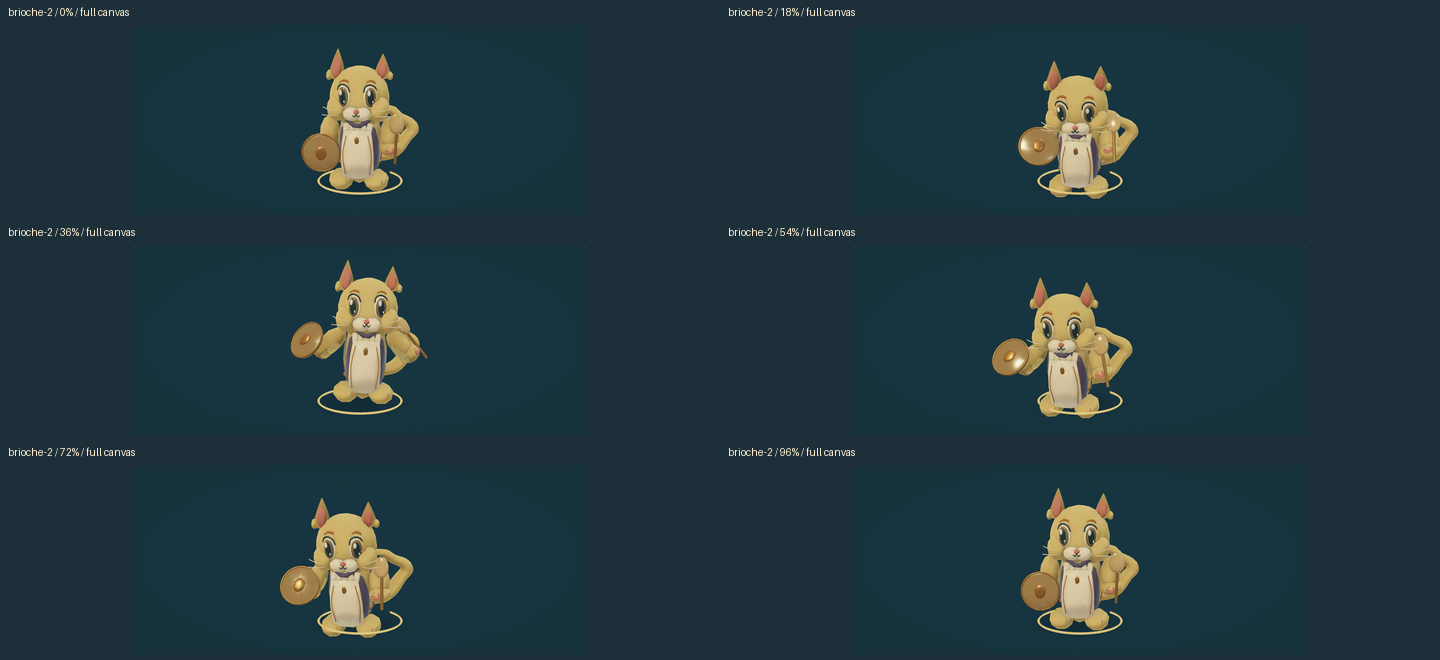 brioche-2 / 0% / full canvas
brioche-2 / 18% / full canvas
brioche-2 / 36% / full canvas
brioche-2 / 54% / full canvas
brioche-2 / 72% / full canvas
brioche-2 / 96% / full canvas